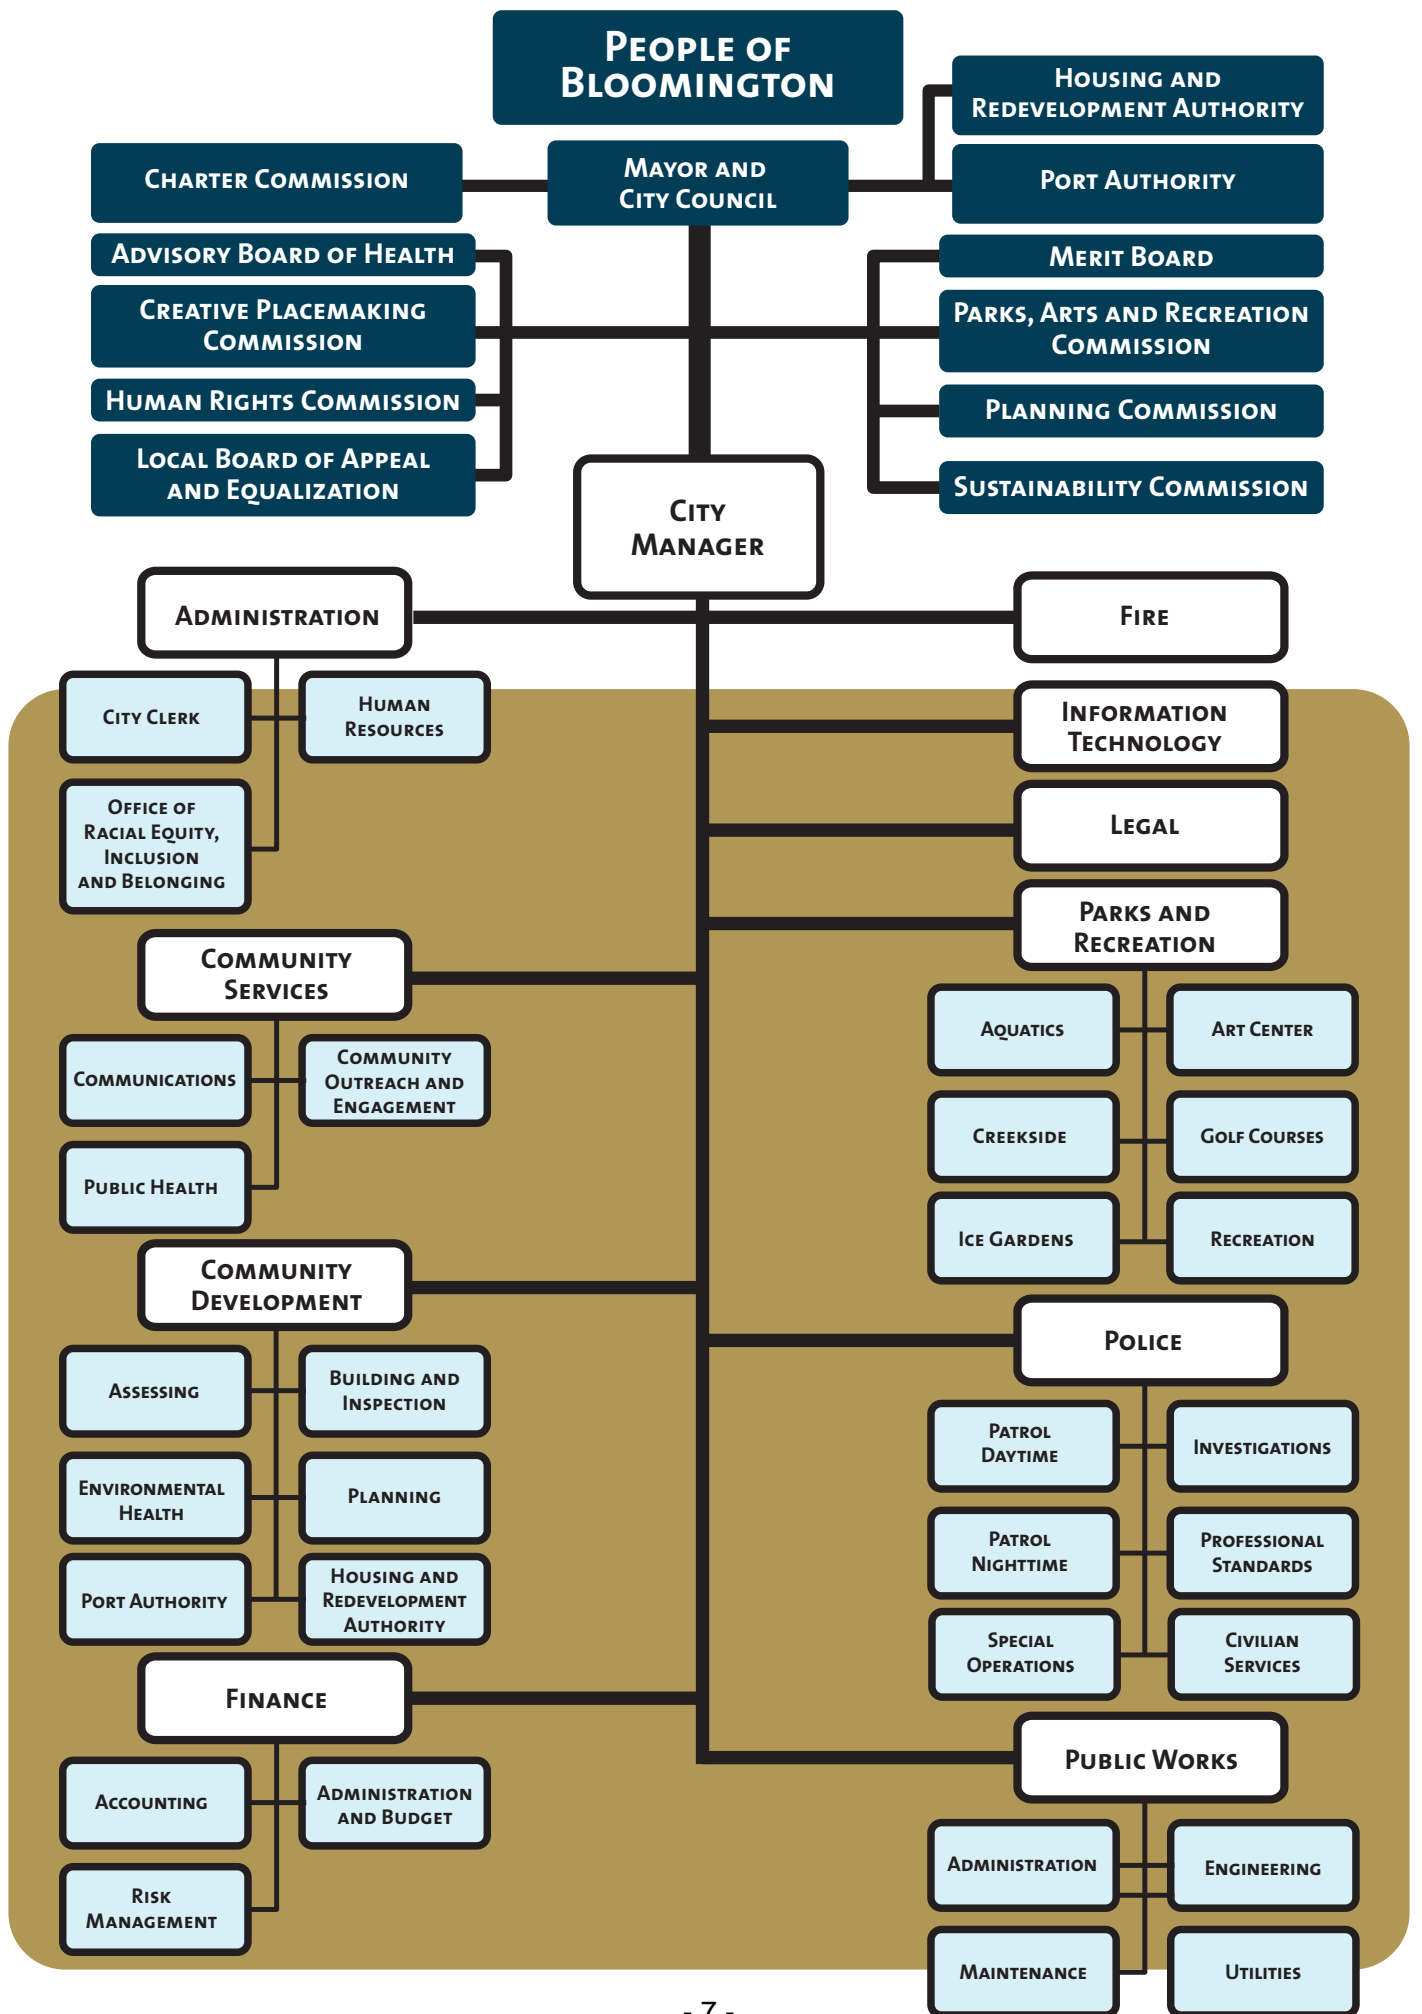 PEOPLE OF
BLOOMINGTON
HOUSING AND
REDEVELOPMENT AUTHORITY
CHARTER COMMISSION
MAYOR AND
CITY COUNCIL
PORT AUTHORITY
ADVISORY BOARD OF HEALTH
MERIT BOARD
CREATIVE PLACEMAKING
COMMISSION
PARKS, ARTS AND RECREATION
COMMISSION
HUMAN RIGHTS COMMISSION
PLANNING COMMISSION
LOCAL BOARD OF APPEAL
AND EQUALIZATION
SUSTAINABILITY COMMISSION
CITY
MANAGER
ADMINISTRATION
CITY CLERK
HUMAN
RESOURCES
OFFICE OF
RACIAL EQUITY,
INCLUSION
AND BELONGING
COMMUNITY
SERVICES
COMMUNICATIONS
COMMUNITY
OUTREACH AND
ENGAGEMENT
PUBLIC HEALTH
COMMUNITY
DEVELOPMENT
ASSESSING
BUILDING AND
INSPECTION
ENVIRONMENTAL
HEALTH
PLANNING
PORT AUTHORITY
HOUSING AND
REDEVELOPMENT
AUTHORITY
FINANCE
ACCOUNTING
ADMINISTRATION
AND BUDGET
RISK
MANAGEMENT
FIRE
INFORMATION
TECHNOLOGY
LEGAL
PARKS AND
RECREATION
AQUATICS
ART CENTER
CREEKSIDE
GOLF COURSES
ICE GARDENS
RECREATION
POLICE
PATROL
DAYTIME
INVESTIGATIONS
PATROL
NIGHTTIME
PROFESSIONAL
STANDARDS
SPECIAL
OPERATIONS
CIVILIAN
SERVICES
PUBLIC WORKS
ADMINISTRATION
ENGINEERING
MAINTENANCE
UTILITIES
- 7 -